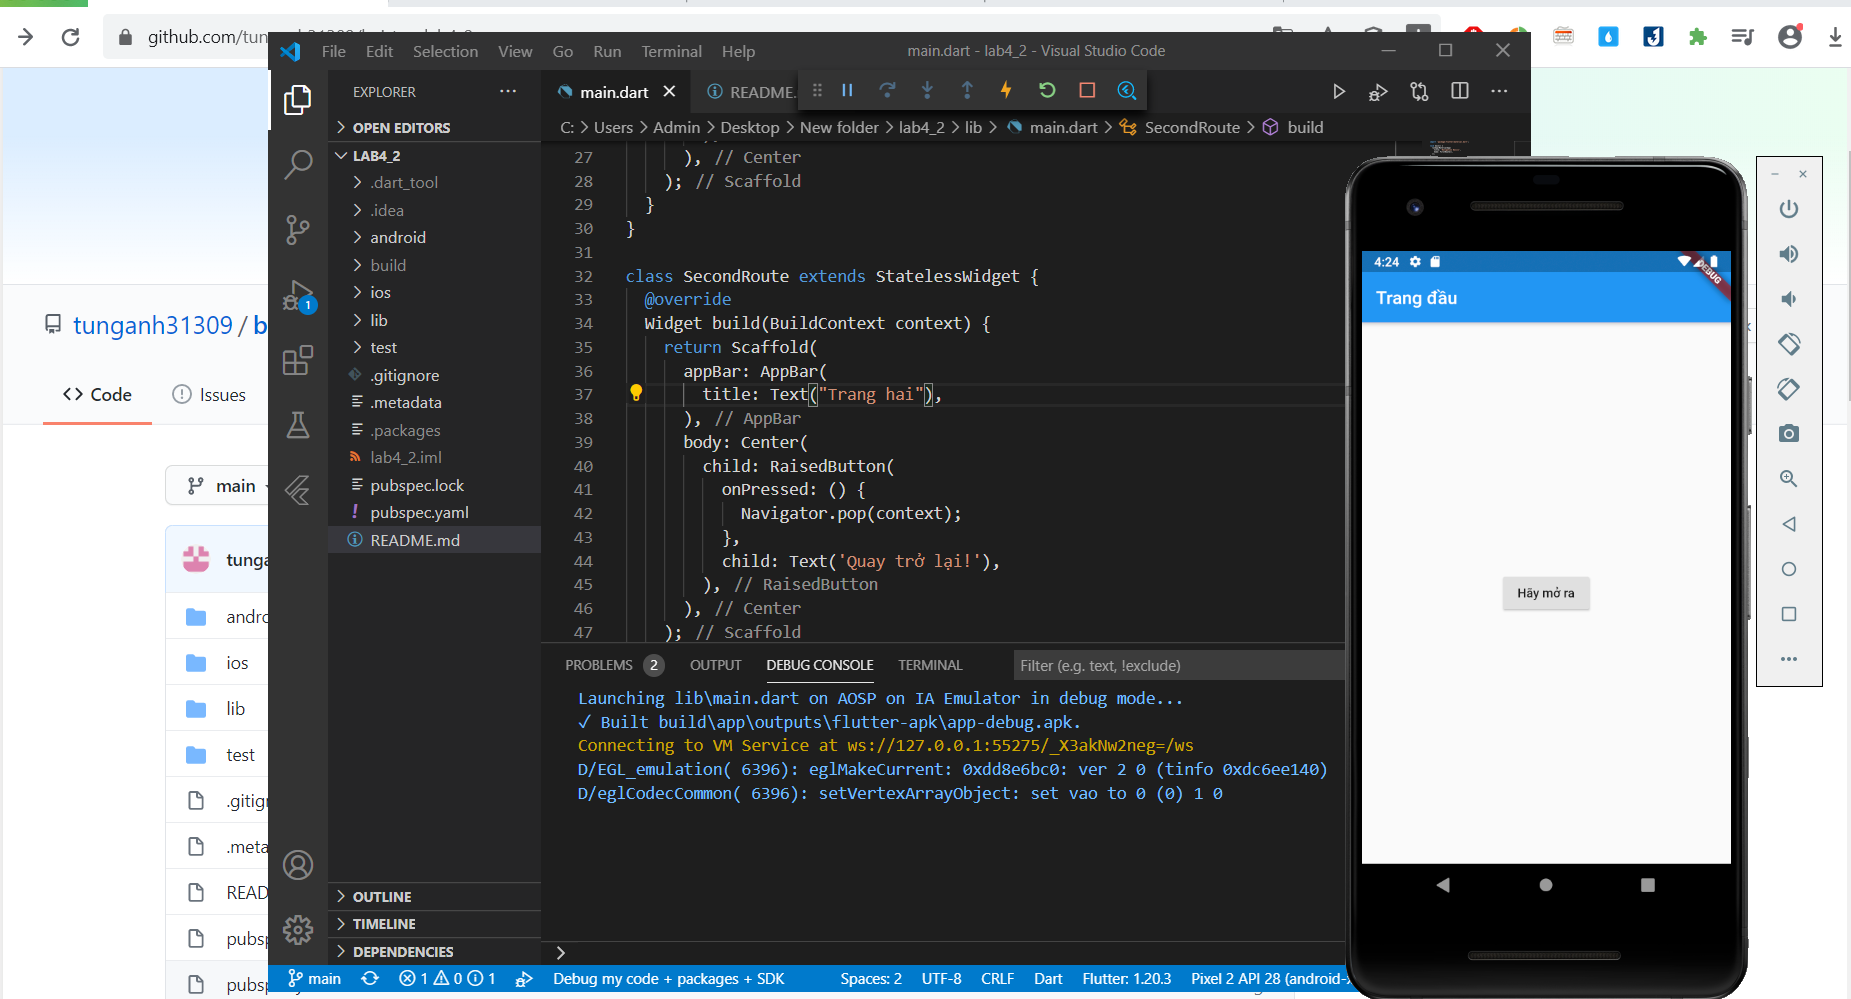 github.com/tun
File Edit Selection View Go Run Terminal Help
main.dart - lab4_2 - Visual Studio Code
EXPLORER
OPEN EDITORS
LAB4_2
.dart_tool
.idea
android
build
ios
lib
test
.gitignore
.metadata
.packages
lab4_2.iml
pubspec.lock
pubspec.yaml
README.md
OUTLINE
TIMELINE
DEPENDENCIES
1
main.dart
README.
C: > Users > Admin > Desktop > New folder > lab4_2 > lib > main.dart > SecondRoute > build
27 ), // Center
28 ); // Scaffold
29 }
30 }
31
32 class SecondRoute extends StatelessWidget {
33 @override
34 Widget build(BuildContext context) {
35 return Scaffold(
36 appBar: AppBar(
37 title: Text("Trang hai"),
38 ), // AppBar
39 body: Center(
40 child: RaisedButton(
41 onPressed: () {
42 Navigator.pop(context);
43 },
44 child: Text('Quay trở lại!'),
45 ), // RaisedButton
46 ), // Center
47 ); // Scaffold
PROBLEMS 2 OUTPUT DEBUG CONSOLE TERMINAL
Filter (e.g. text, !exclude)
Launching lib\main.dart on AOSP on IA Emulator in debug mode...
✓ Built build\app\outputs\flutter-apk\app-debug.apk.
Connecting to VM Service at ws://127.0.0.1:55275/_X3akNw2neg=/ws
D/EGL_emulation( 6396): eglMakeCurrent: 0xdd8e6bc0: ver 2 0 (tinfo 0xdc6ee140)
D/eglCodecCommon( 6396): setVertexArrayObject: set vao to 0 (0) 1 0
main 1 0 1 Debug my code + packages + SDK
Spaces: 2 UTF-8 CRLF Dart Flutter: 1.20.3 Pixel 2 API 28 (android-
tunganh31309 / b
Code
Issues
main
tunga
andro
ios
lib
test
.gitign
.meta
READ
pubsp
pubsp
4:24
DEBUG
Trang đầu
Hãy mở ra